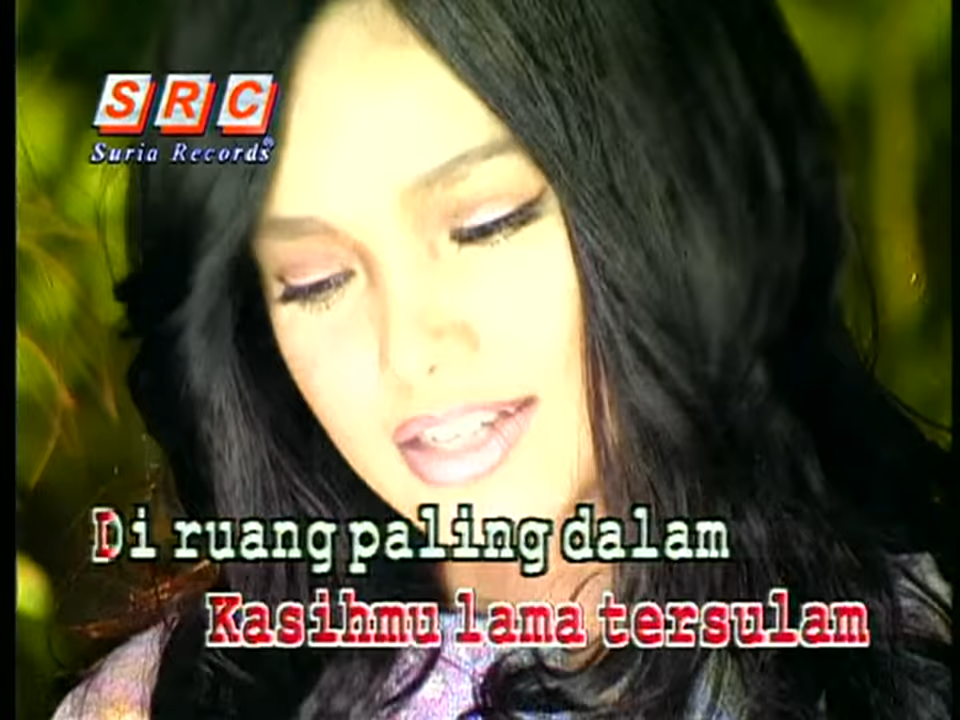 SRC
Suria Records®
Di ruang paling dalam
Kasihmu lama tersulam